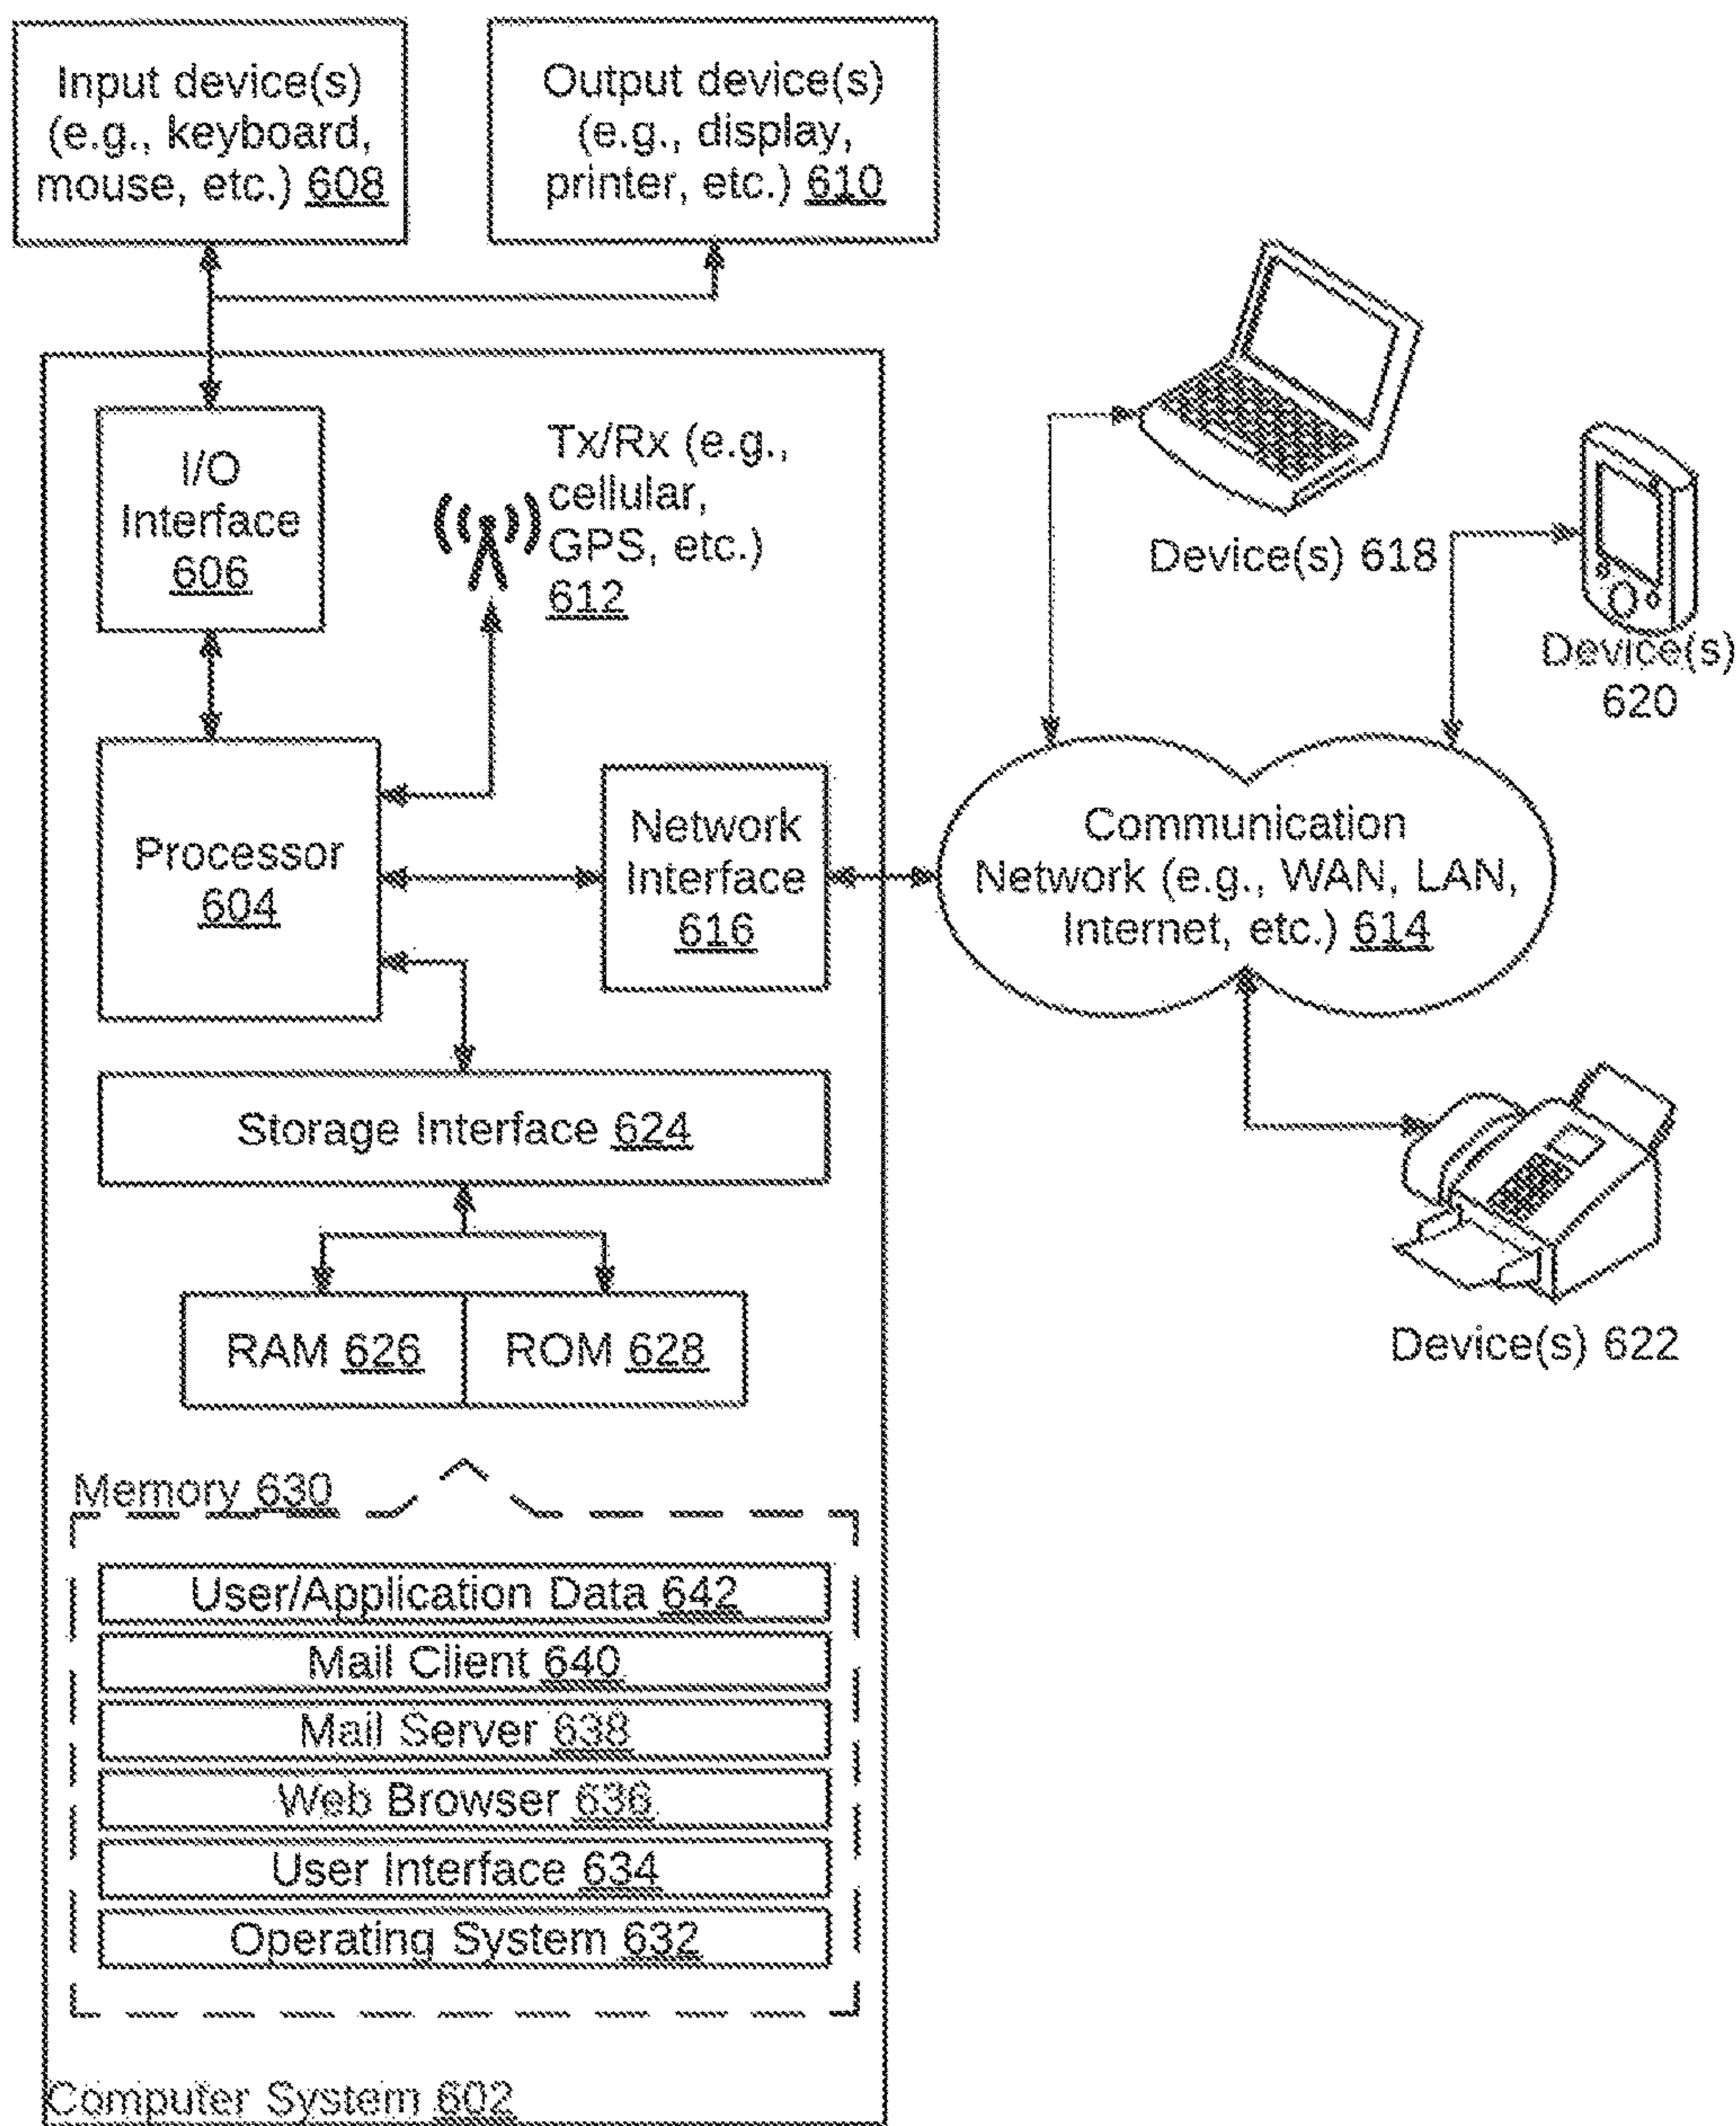 Input device(s)
(e.g., keyboard,
mouse, etc.) 608
Output device(s)
(e.g., display,
printer, etc.) 610
I/O
Interface
606
Tx/Rx (e.g.,
cellular,
GPS, etc.)
612
Device(s) 618
Device(s)
620
Processor
604
Network
Interface
616
Communication
Network (e.g., WAN, LAN,
Internet, etc.) 614
Storage Interface 624
RAM 626
ROM 628
Device(s) 622
Memory 630
User/Application Data 642
Mail Client 640
Mail Server 638
Web Browser 636
User Interface 634
Operating System 632
Computer System 602